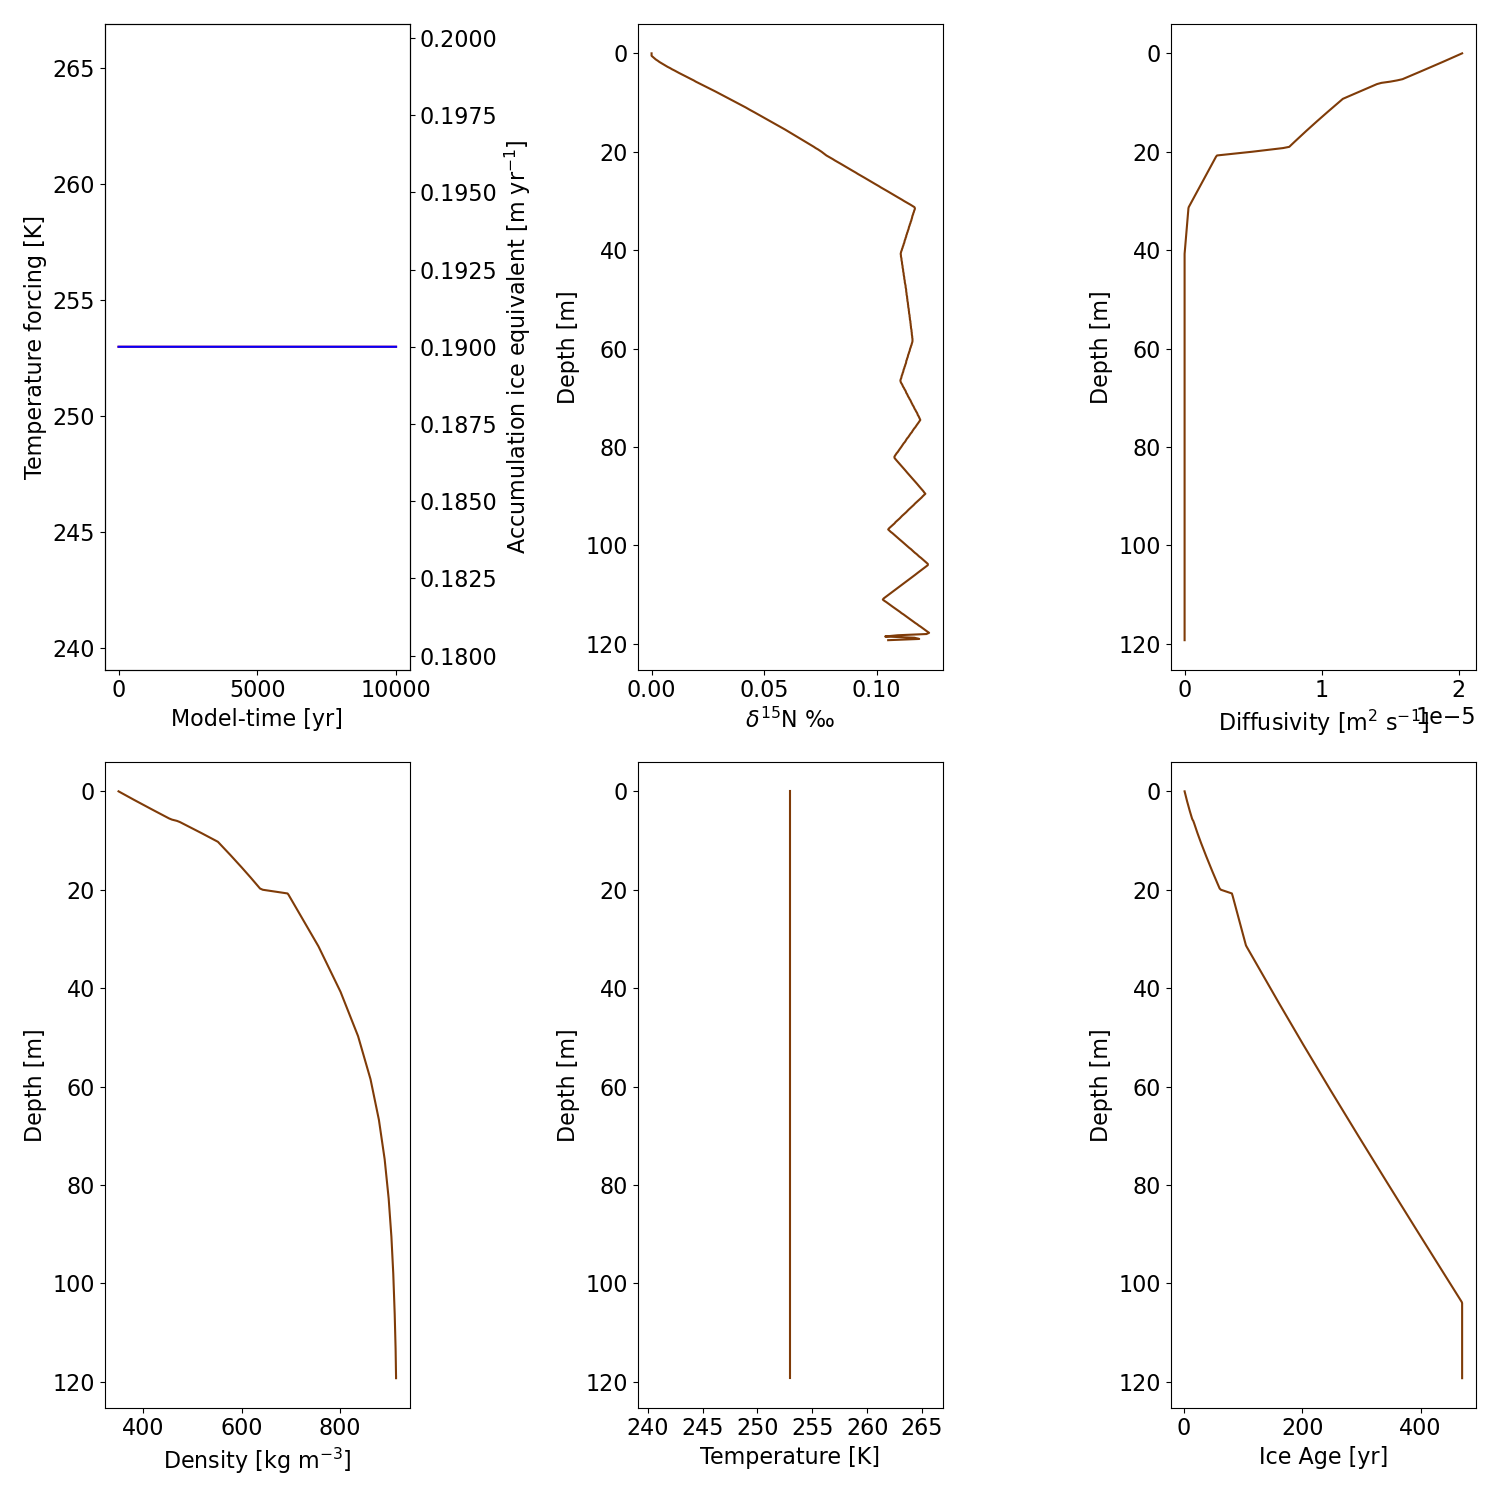 265
260
255
250
245
240
Temperature forcing [K]
0 5000 10000
Model-time [yr]
0.2000
0.1975
0.1950
0.1925
0.1900
0.1875
0.1850
0.1825
0.1800
Accumulation ice equivalent [m yr⁻¹]
0
20
40
60
80
100
120
Depth [m]
0.00 0.05 0.10
δ¹⁵N ‰
0
20
40
60
80
100
120
Depth [m]
0 1 2
Diffusivity [m² s⁻¹]
1e−5
0
20
40
60
80
100
120
Depth [m]
400 600 800
Density [kg m⁻³]
0
20
40
60
80
100
120
Depth [m]
240 245 250 255 260 265
Temperature [K]
0
20
40
60
80
100
120
Depth [m]
0 200 400
Ice Age [yr]